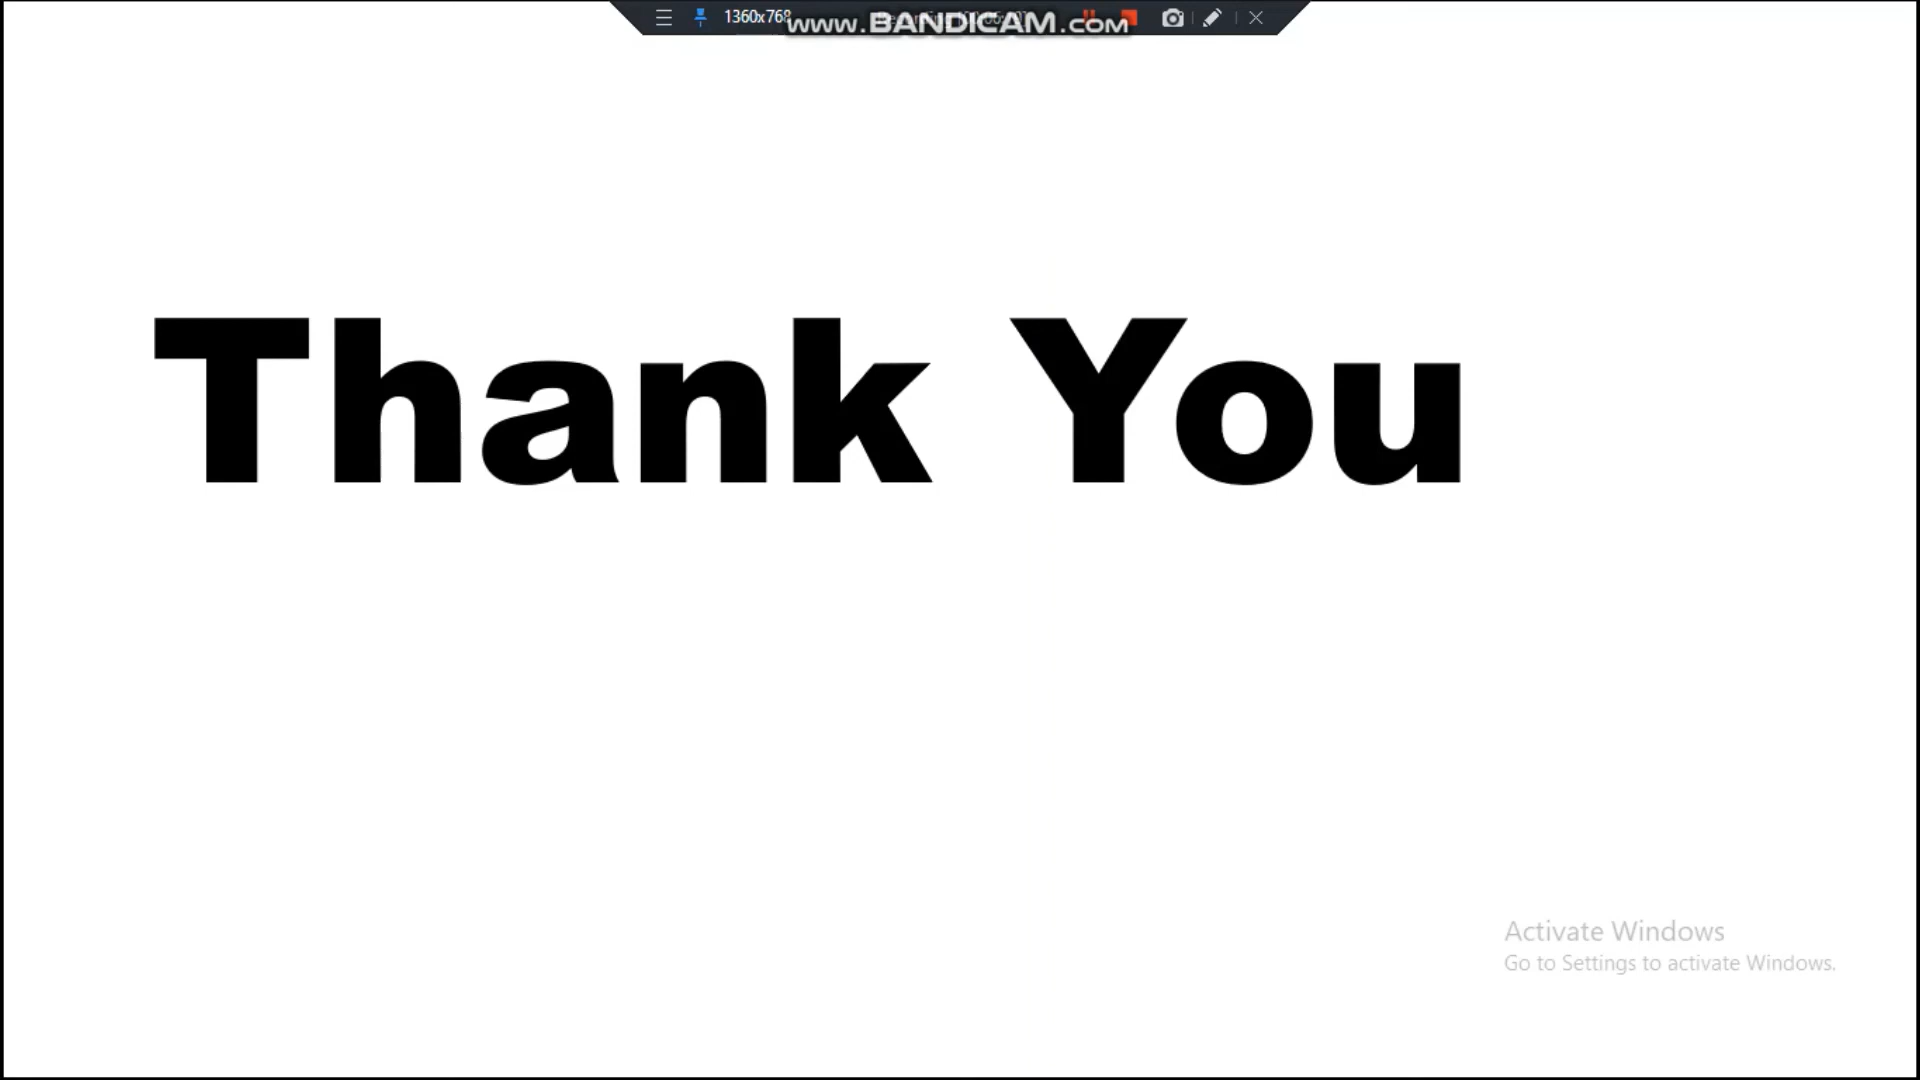 1360x768
www.BANDICAM.com
Thank You
Activate Windows
Go to Settings to activate Windows.